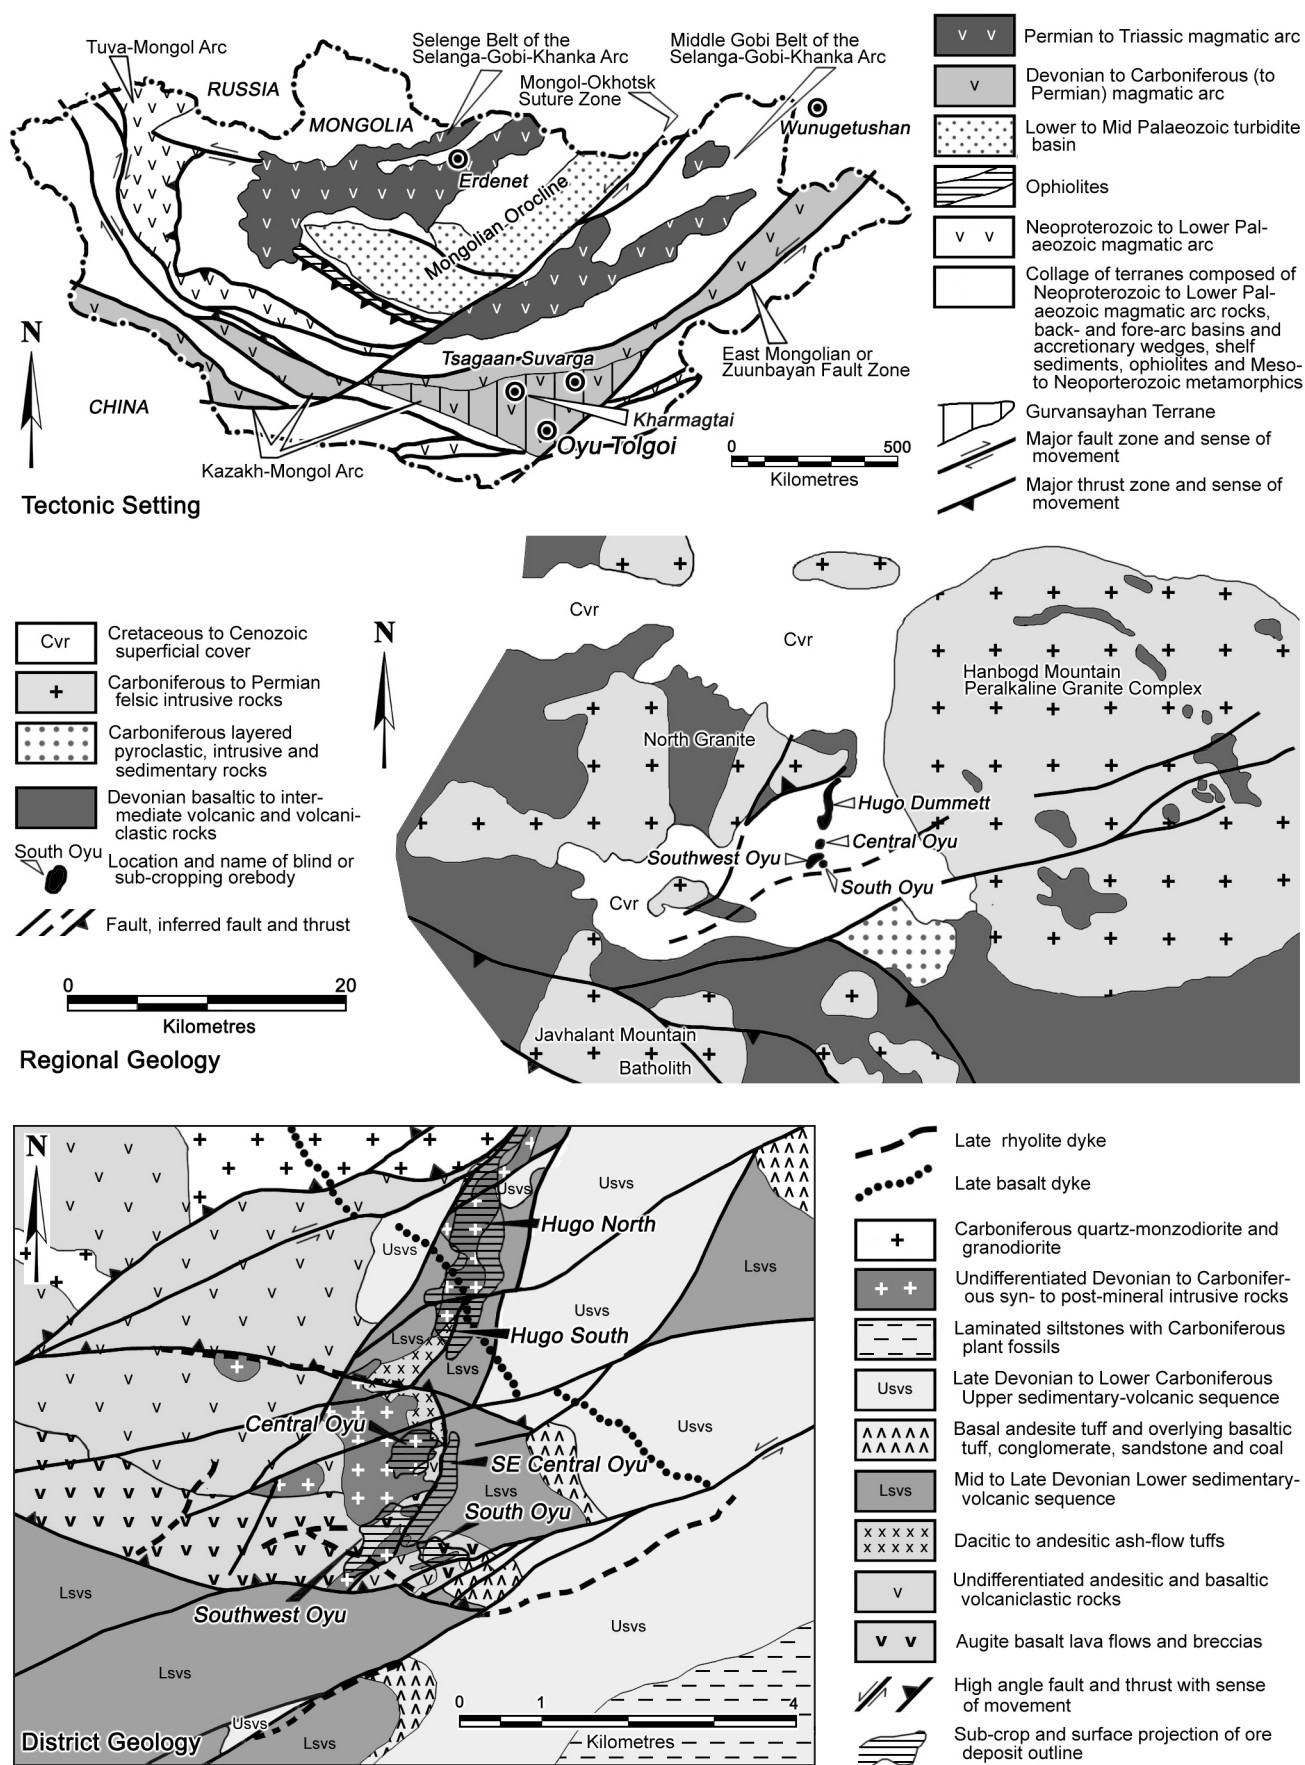 Tuva-Mongol Arc
Selenge Belt of the
Selanga-Gobi-Khanka Arc
Middle Gobi Belt of the
Selanga-Gobi-Khanka Arc
Mongol-Okhotsk
Suture Zone
RUSSIA
MONGOLIA
Wunugetushan
Erdenet
Mongolian Orocline
N
Tsagaan Suvarga
East Mongolian or
Zuunbayan Fault Zone
CHINA
Kharmagtai
Oyu Tolgoi
Kazakh-Mongol Arc
0 500
Kilometres
Tectonic Setting
Permian to Triassic magmatic arc
Devonian to Carboniferous (to
Permian) magmatic arc
Lower to Mid Palaeozoic turbidite
basin
Ophiolites
Neoproterozoic to Lower Pal-
aeozoic magmatic arc
Collage of terranes composed of
Neoproterozoic to Lower Pal-
aeozoic magmatic arc rocks,
back- and fore-arc basins and
accretionary wedges, shelf
sediments, ophiolites and Meso-
to Neoporterozoic metamorphics
Gurvansayhan Terrane
Major fault zone and sense of
movement
Major thrust zone and sense of
movement
Cvr
Cretaceous to Cenozoic
superficial cover
Carboniferous to Permian
felsic intrusive rocks
Carboniferous layered
pyroclastic, intrusive and
sedimentary rocks
Devonian basaltic to inter-
mediate volcanic and volcani-
clastic rocks
South Oyu
Location and name of blind or
sub-cropping orebody
Fault, inferred fault and thrust
0 20
Kilometres
Regional Geology
N
Cvr
Cvr
Hanbogd Mountain
Peralkaline Granite Complex
North Granite
Hugo Dummett
Central Oyu
Southwest Oyu
South Oyu
Cvr
Javhalant Mountain
Batholith
N
Usvs
Usvs
Hugo North
Usvs
Lsvs
Usvs
Lsvs
Hugo South
Lsvs
Central Oyu
Usvs
SE Central Oyu
Lsvs
South Oyu
Lsvs
Southwest Oyu
Usvs
Lsvs
Usvs
Lsvs
0 1 4
Kilometres
District Geology
Late rhyolite dyke
Late basalt dyke
Carboniferous quartz-monzodiorite and
granodiorite
Undifferentiated Devonian to Carbonifer-
ous syn- to post-mineral intrusive rocks
Laminated siltstones with Carboniferous
plant fossils
Usvs
Late Devonian to Lower Carboniferous
Upper sedimentary-volcanic sequence
Basal andesite tuff and overlying basaltic
tuff, conglomerate, sandstone and coal
Lsvs
Mid to Late Devonian Lower sedimentary-
volcanic sequence
Dacitic to andesitic ash-flow tuffs
Undifferentiated andesitic and basaltic
volcaniclastic rocks
Augite basalt lava flows and breccias
High angle fault and thrust with sense
of movement
Sub-crop and surface projection of ore
deposit outline